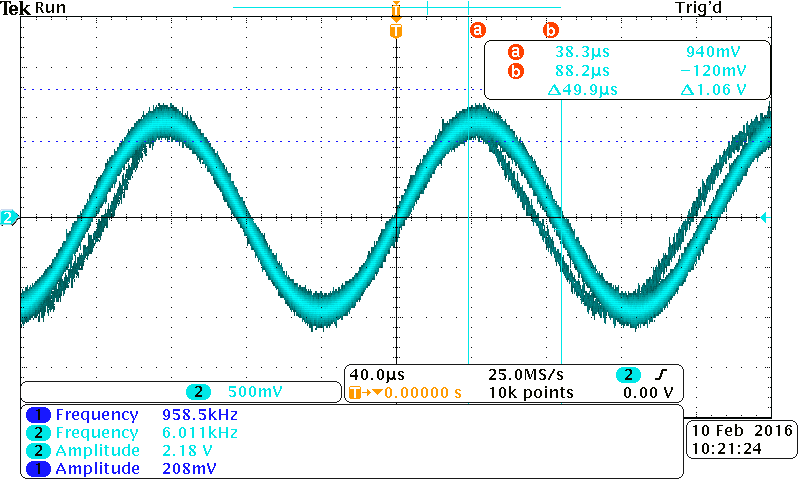 Tek Run Trig'd
T
T a b
a 38.3µs 940mV
b 88.2µs −120mV
Δ49.9µs Δ1.06 V
2
2 500mV
40.0µs 25.0MS/s 2
T→▼0.00000 s 10k points 0.00 V
1 Frequency 958.5kHz
2 Frequency 6.011kHz
2 Amplitude 2.18 V
1 Amplitude 208mV
10 Feb 2016
10:21:24